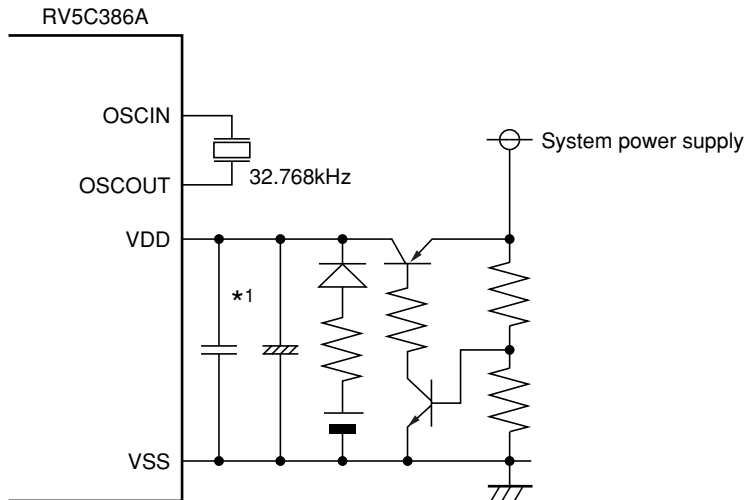 RV5C386A
OSCIN
System power supply
OSCOUT
32.768kHz
VDD
*1
VSS